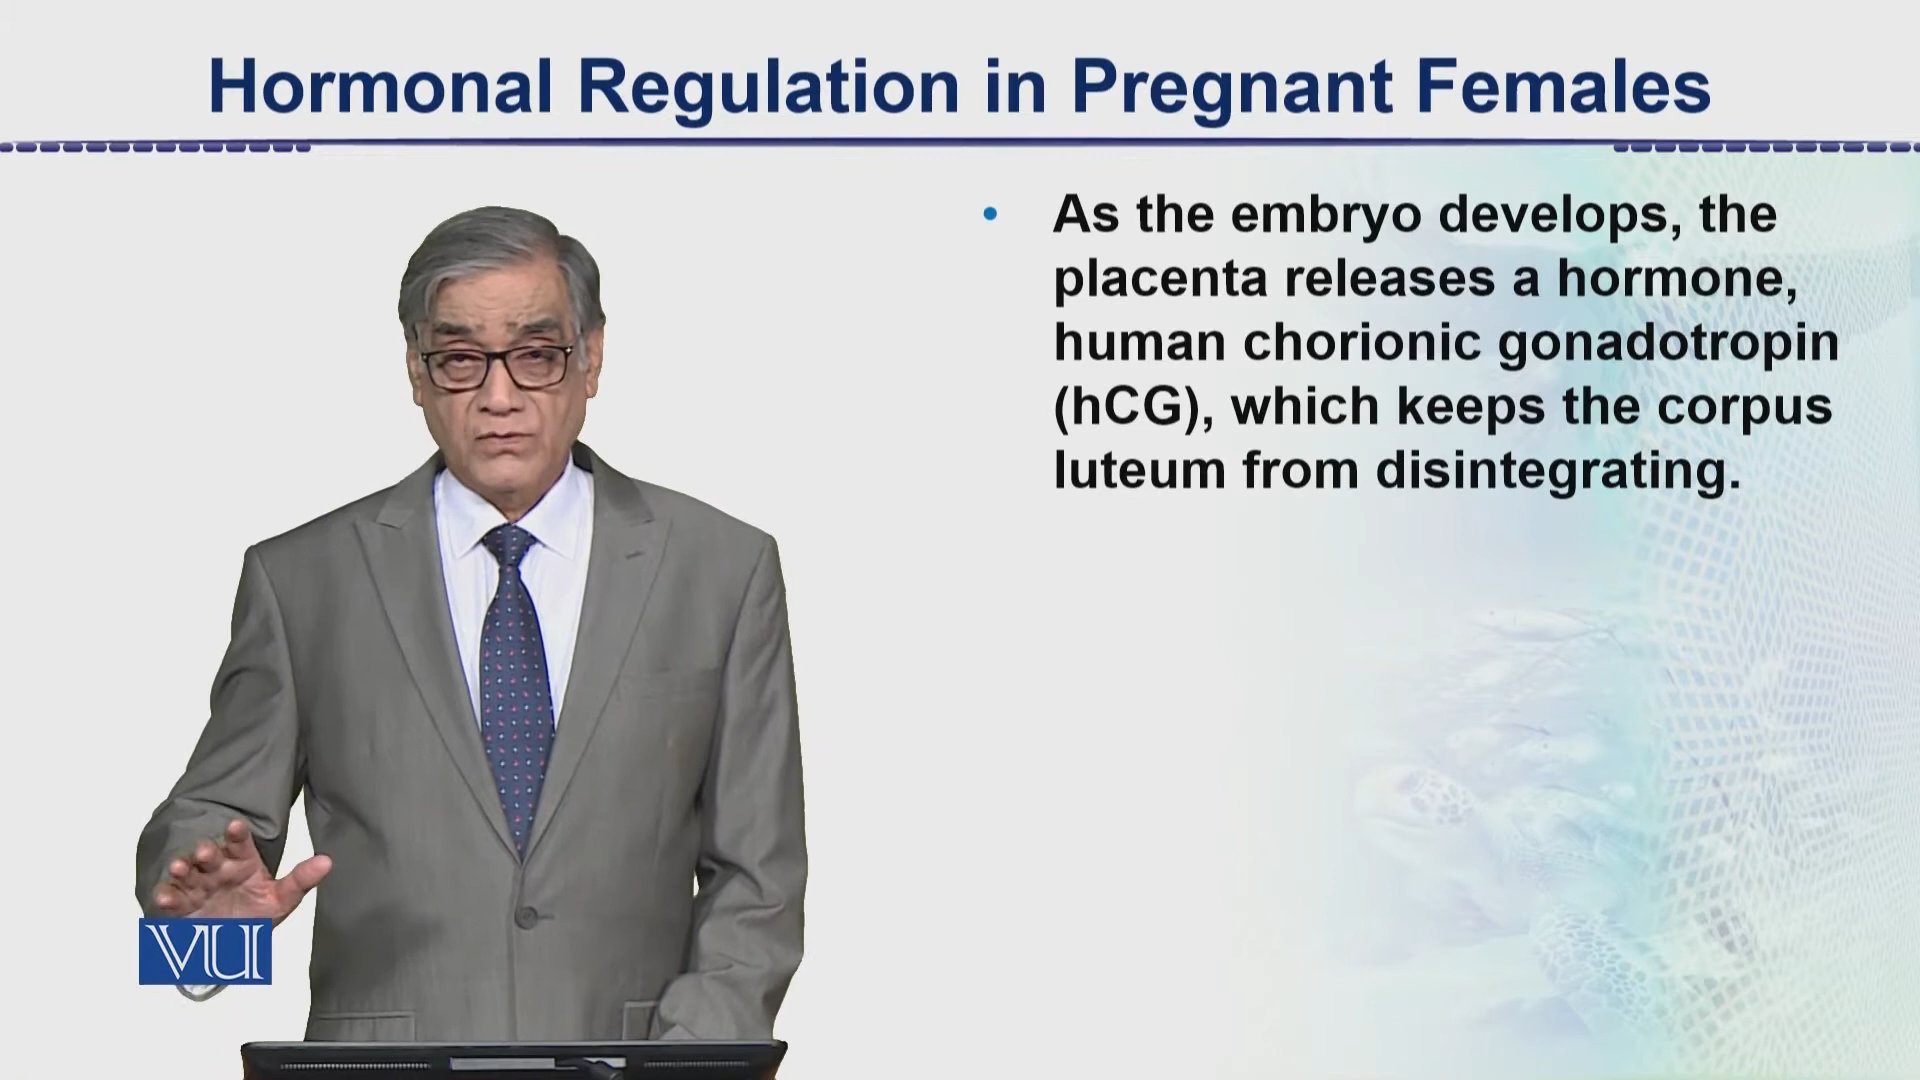 Hormonal Regulation in Pregnant Females
• As the embryo develops, the
placenta releases a hormone,
human chorionic gonadotropin
(hCG), which keeps the corpus
luteum from disintegrating.
VU